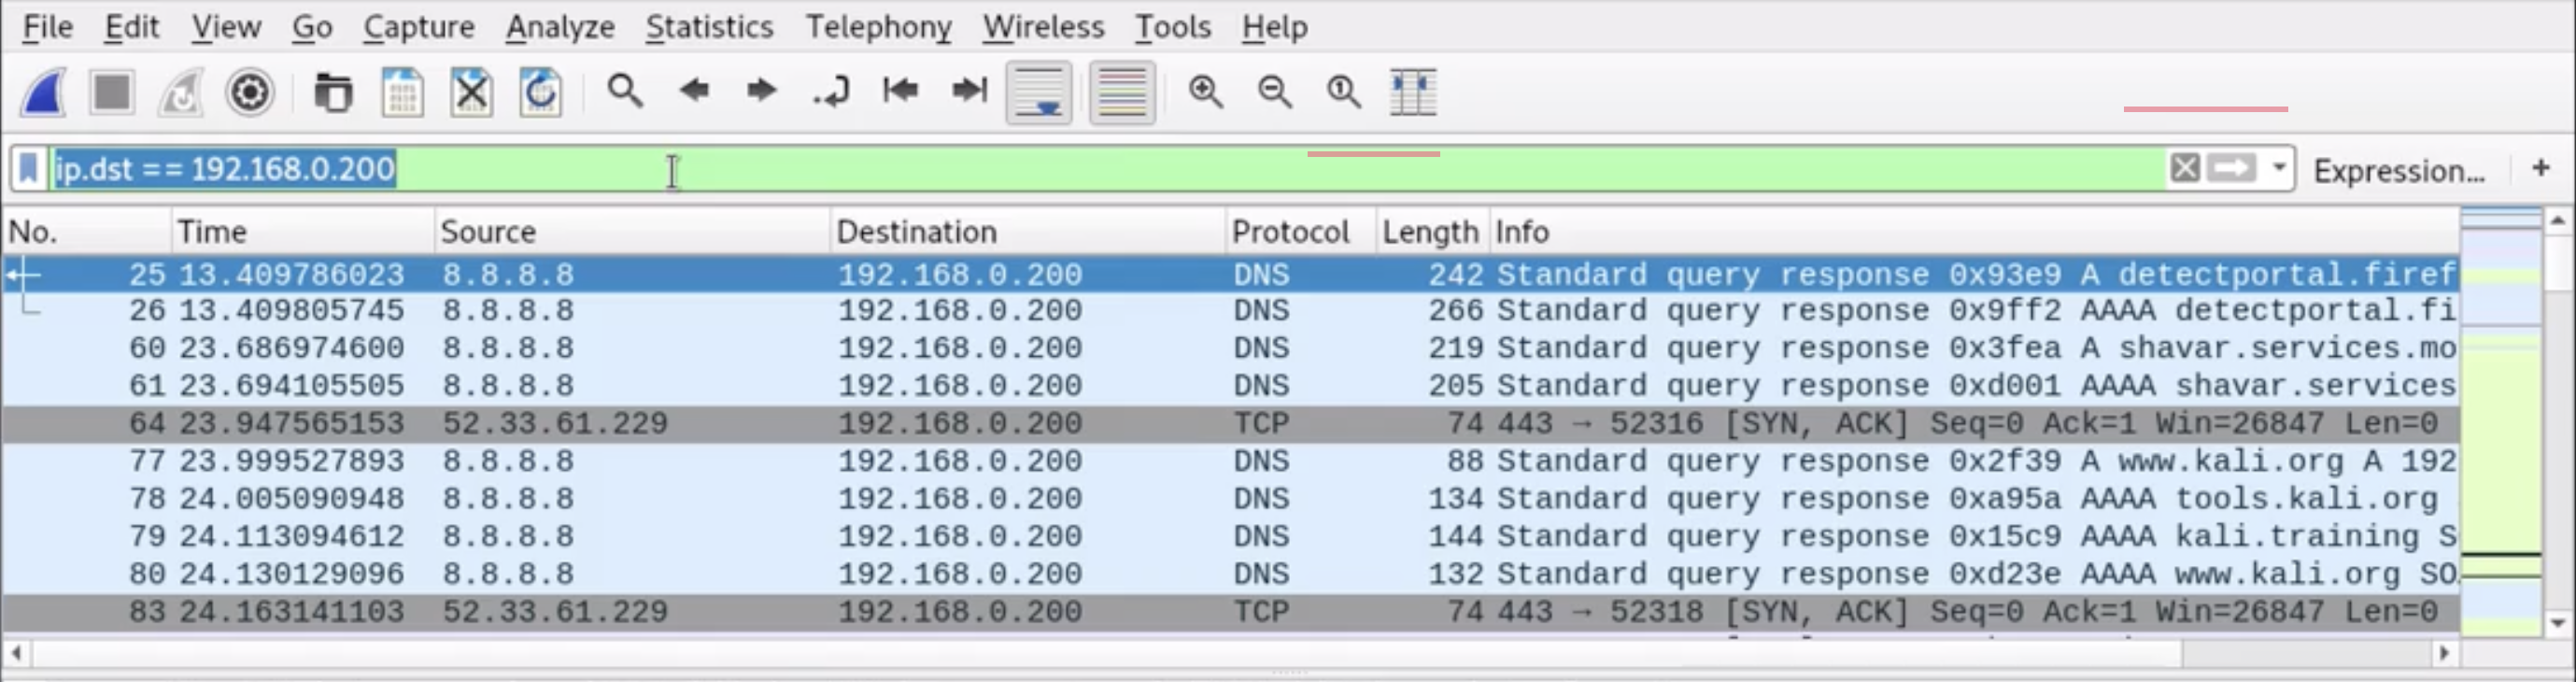 File Edit View Go Capture Analyze Statistics Telephony Wireless Tools Help
ip.dst == 192.168.0.200 Expression... +
No. Time Source Destination Protocol Length Info
25 13.409786023 8.8.8.8 192.168.0.200 DNS 242 Standard query response 0x93e9 A detectportal.firef
26 13.409805745 8.8.8.8 192.168.0.200 DNS 266 Standard query response 0x9ff2 AAAA detectportal.fi
60 23.686974600 8.8.8.8 192.168.0.200 DNS 219 Standard query response 0x3fea A shavar.services.mo
61 23.694105505 8.8.8.8 192.168.0.200 DNS 205 Standard query response 0xd001 AAAA shavar.services
64 23.947565153 52.33.61.229 192.168.0.200 TCP 74 443 → 52316 [SYN, ACK] Seq=0 Ack=1 Win=26847 Len=0
77 23.999527893 8.8.8.8 192.168.0.200 DNS 88 Standard query response 0x2f39 A www.kali.org A 192
78 24.005090948 8.8.8.8 192.168.0.200 DNS 134 Standard query response 0xa95a AAAA tools.kali.org
79 24.113094612 8.8.8.8 192.168.0.200 DNS 144 Standard query response 0x15c9 AAAA kali.training S
80 24.130129096 8.8.8.8 192.168.0.200 DNS 132 Standard query response 0xd23e AAAA www.kali.org SO
83 24.163141103 52.33.61.229 192.168.0.200 TCP 74 443 → 52318 [SYN, ACK] Seq=0 Ack=1 Win=26847 Len=0